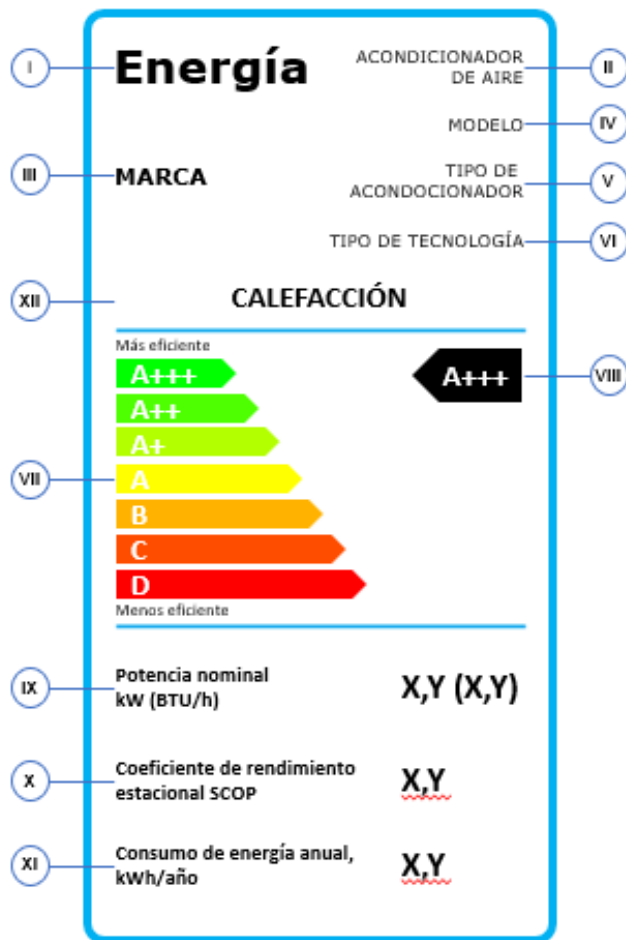 I
Energía
ACONDICIONADOR
DE AIRE
II
MODELO
IV
III
MARCA
TIPO DE
ACONDOCIONADOR
V
TIPO DE TECNOLOGÍA
VI
XII
CALEFACCIÓN
Más eficiente
A+++
A+++
VIII
A++
A+
VII
A
B
C
D
Menos eficiente
IX
Potencia nominal
kW (BTU/h)
X,Y (X,Y)
X
Coeficiente de rendimiento
estacional SCOP
X,Y
XI
Consumo de energía anual,
kWh/año
X,Y